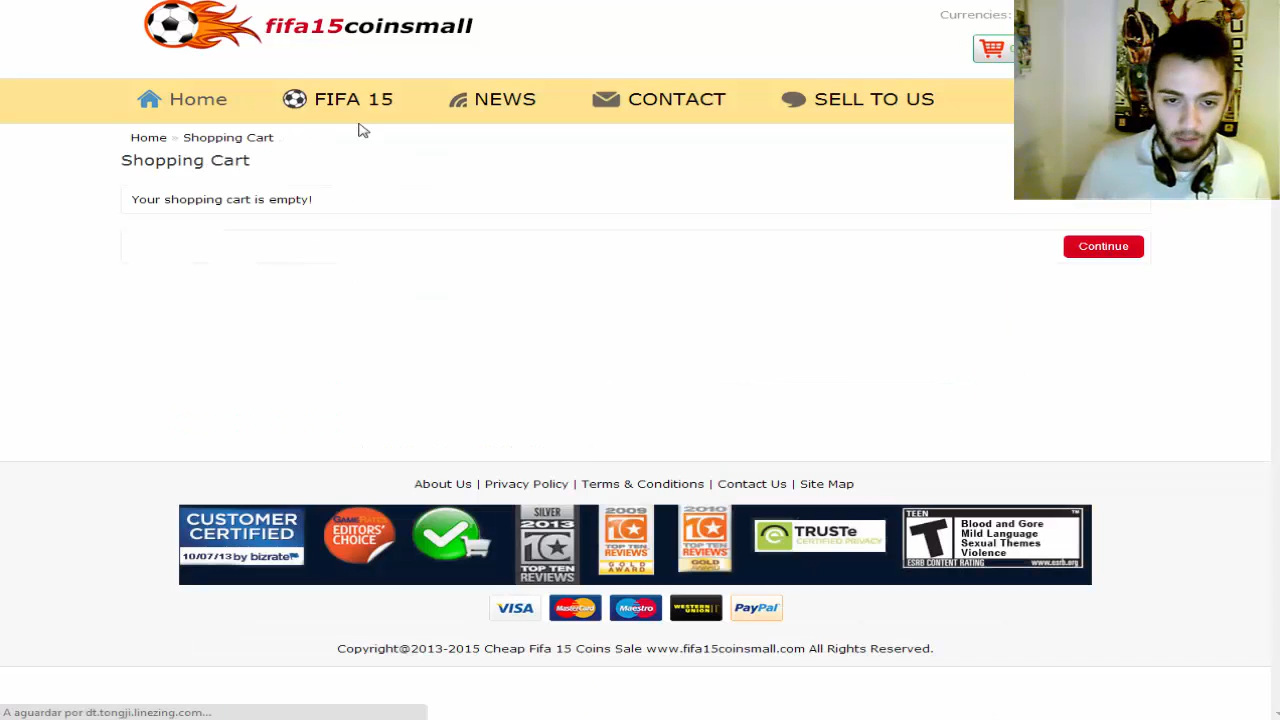 fifa15coinsmall
Currencies:
Home
FIFA 15
NEWS
CONTACT
SELL TO US
Home » Shopping Cart
Shopping Cart
Your shopping cart is empty!
Continue
About Us | Privacy Policy | Terms & Conditions | Contact Us | Site Map
CUSTOMER
CERTIFIED
10/07/13 by bizrate
EDITORS'
CHOICE
SILVER
2013
10
TOP TEN
REVIEWS
2009
10
TOP TEN
REVIEWS
GOLD
AWARD
2010
10
TOP TEN
REVIEWS
GOLD
TRUSTe
CERTIFIED PRIVACY
TEEN
T
Blood and Gore
Mild Language
Sexual Themes
Violence
ESRB CONTENT RATING www.esrb.org
VISA
MasterCard
Maestro
WESTERN UNION
PayPal
Copyright@2013-2015 Cheap Fifa 15 Coins Sale www.fifa15coinsmall.com All Rights Reserved.
A aguardar por dt.tongji.linezing.com...